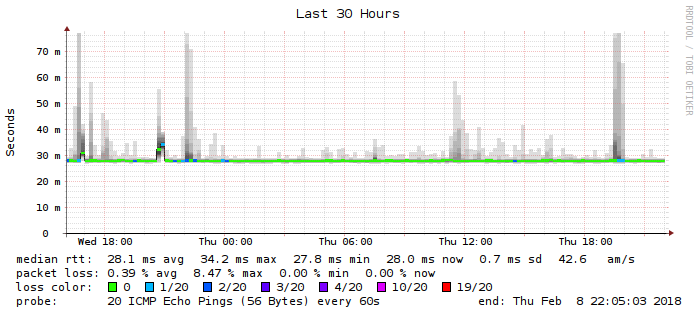 Last 30 Hours
RRDTOOL / TOBI OETIKER
Seconds
70 m
60 m
50 m
40 m
30 m
20 m
10 m
0
Wed 18:00 Thu 00:00 Thu 06:00 Thu 12:00 Thu 18:00
median rtt: 28.1 ms avg 34.2 ms max 27.8 ms min 28.0 ms now 0.7 ms sd 42.6 am/s
packet loss: 0.39 % avg 8.47 % max 0.00 % min 0.00 % now
loss color: 0 1/20 2/20 3/20 4/20 10/20 19/20
probe: 20 ICMP Echo Pings (56 Bytes) every 60s end: Thu Feb 8 22:05:03 2018